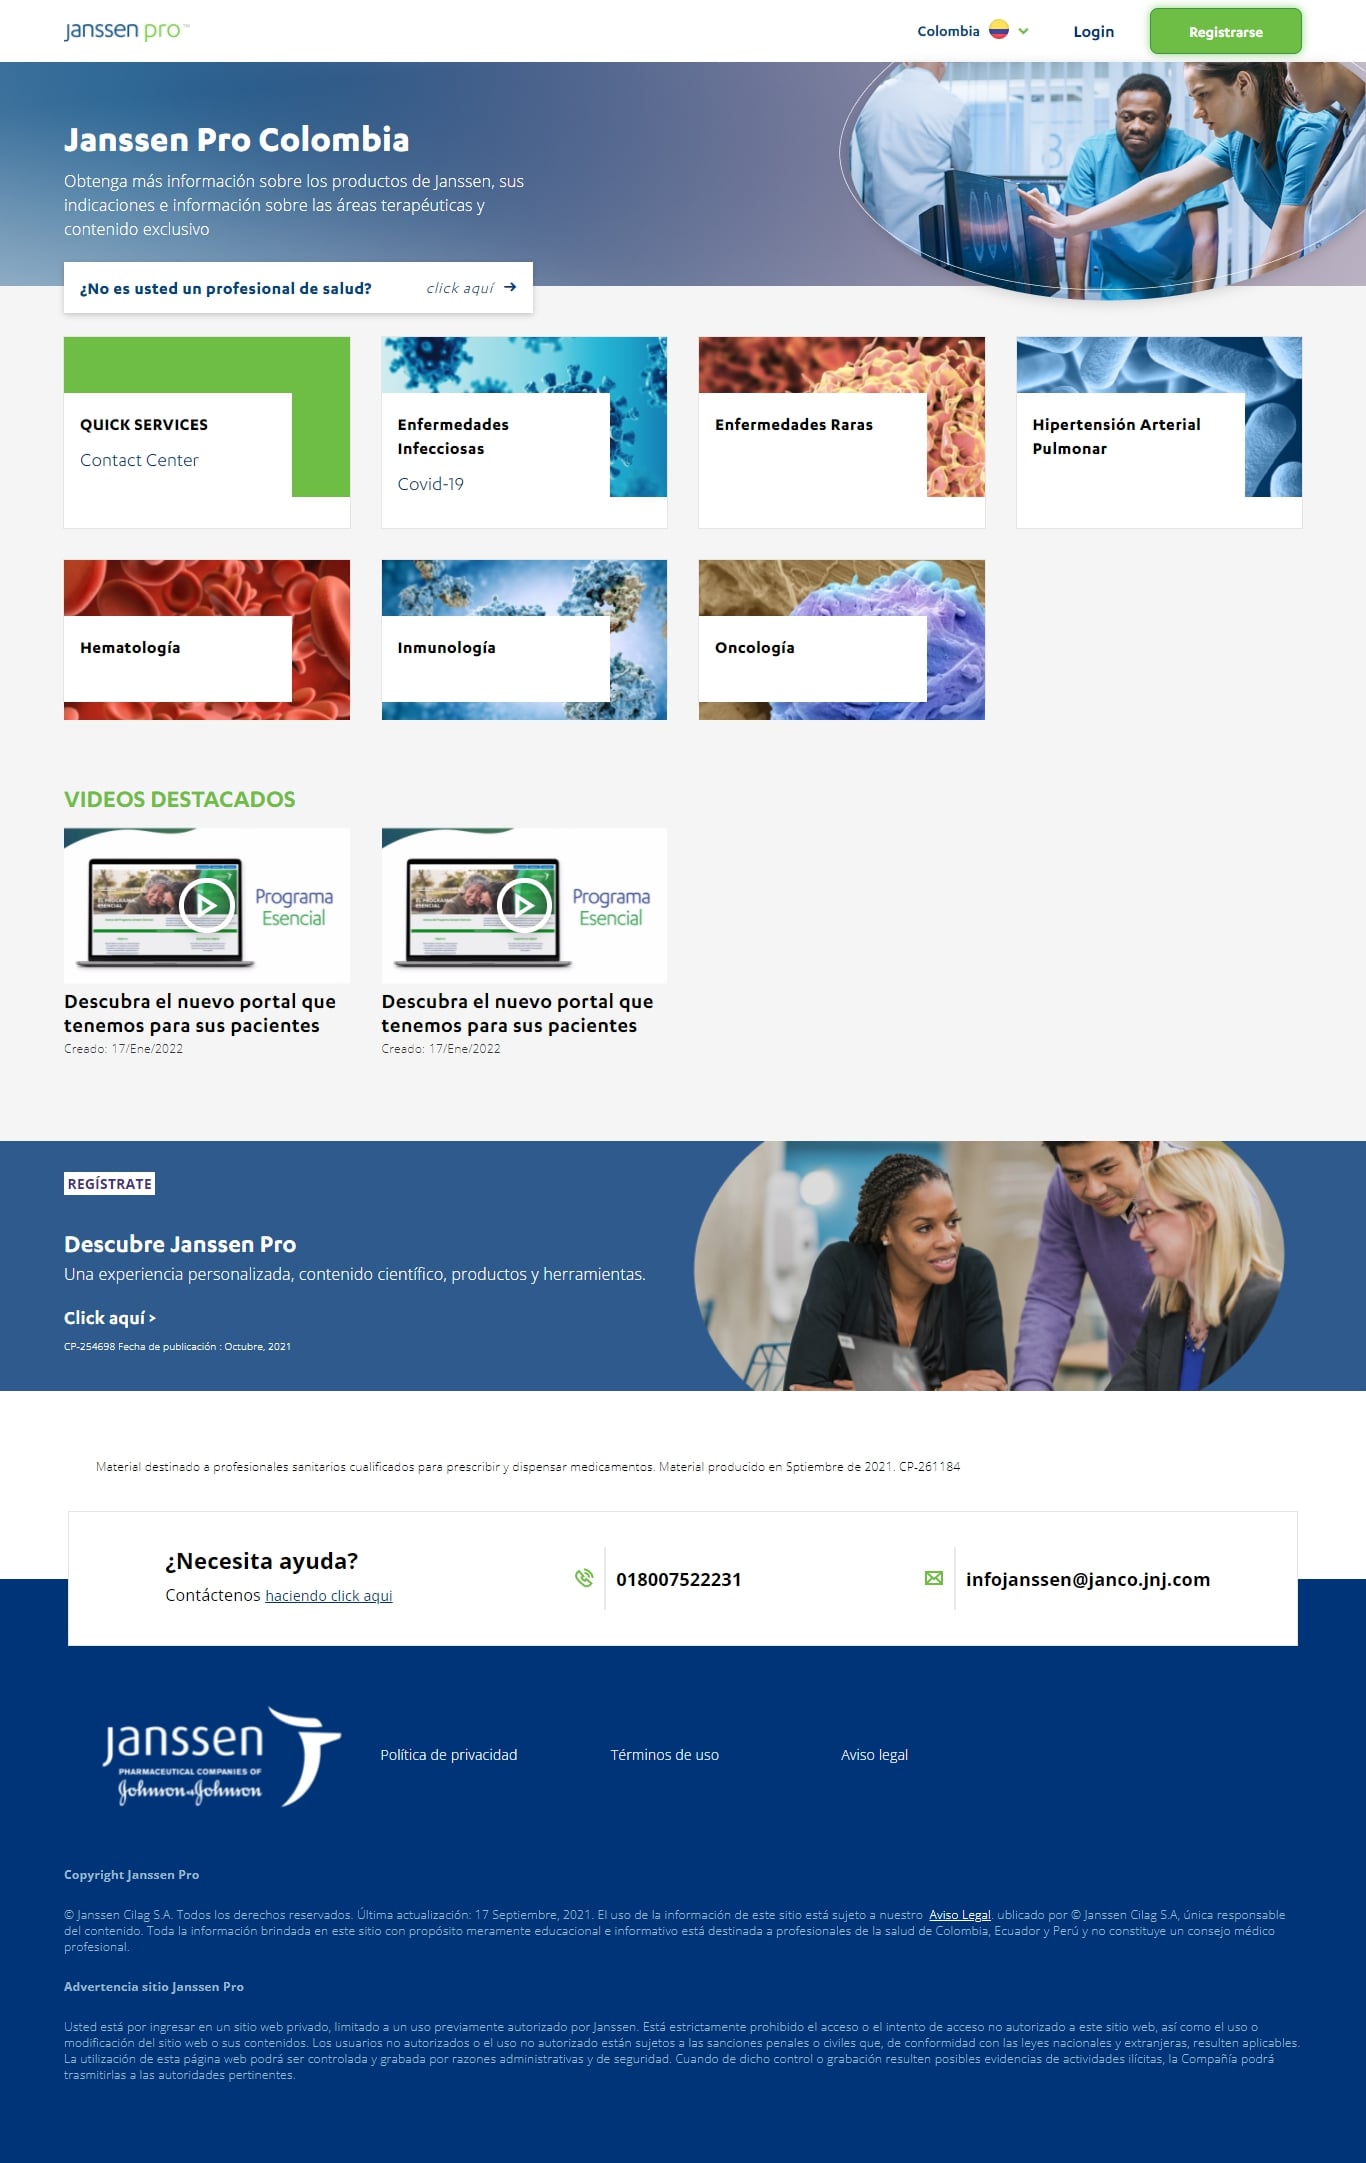 janssen pro™
Colombia
Login
Registrarse
Janssen Pro Colombia
Obtenga más información sobre los productos de Janssen, sus
indicaciones e información sobre las áreas terapéuticas y
contenido exclusivo
¿No es usted un profesional de salud?
click aquí
QUICK SERVICES
Contact Center
Enfermedades
Infecciosas
Covid-19
Enfermedades Raras
Hipertensión Arterial
Pulmonar
Hematología
Inmunología
Oncología
VIDEOS DESTACADOS
Programa
Esencial
Programa
Esencial
Descubra el nuevo portal que
tenemos para sus pacientes
Creado: 17/Ene/2022
Descubra el nuevo portal que
tenemos para sus pacientes
Creado: 17/Ene/2022
REGÍSTRATE
Descubre Janssen Pro
Una experiencia personalizada, contenido científico, productos y herramientas.
Click aquí >
CP-254698 Fecha de publicación : Octubre, 2021
Material destinado a profesionales sanitarios cualificados para prescribir y dispensar medicamentos. Material producido en Sptiembre de 2021. CP-261184
¿Necesita ayuda?
Contáctenos haciendo click aqui
018007522231
infojanssen@janco.jnj.com
janssen
PHARMACEUTICAL COMPANIES OF
Johnson & Johnson
Política de privacidad
Términos de uso
Aviso legal
Copyright Janssen Pro
© Janssen Cilag S.A. Todos los derechos reservados. Última actualización: 17 Septiembre, 2021. El uso de la información de este sitio está sujeto a nuestro Aviso Legal. ublicado por © Janssen Cilag S.A, única responsable
del contenido. Toda la información brindada en este sitio con propósito meramente educacional e informativo está destinada a profesionales de la salud de Colombia, Ecuador y Perú y no constituye un consejo médico
profesional.
Advertencia sitio Janssen Pro
Usted está por ingresar en un sitio web privado, limitado a un uso previamente autorizado por Janssen. Está estrictamente prohibido el acceso o el intento de acceso no autorizado a este sitio web, así como el uso o
modificación del sitio web o sus contenidos. Los usuarios no autorizados o el uso no autorizado están sujetos a las sanciones penales o civiles que, de conformidad con las leyes nacionales y extranjeras, resulten aplicables.
La utilización de esta página web podrá ser controlada y grabada por razones administrativas y de seguridad. Cuando de dicho control o grabación resulten posibles evidencias de actividades ilícitas, la Compañía podrá
trasmitirlas a las autoridades pertinentes.